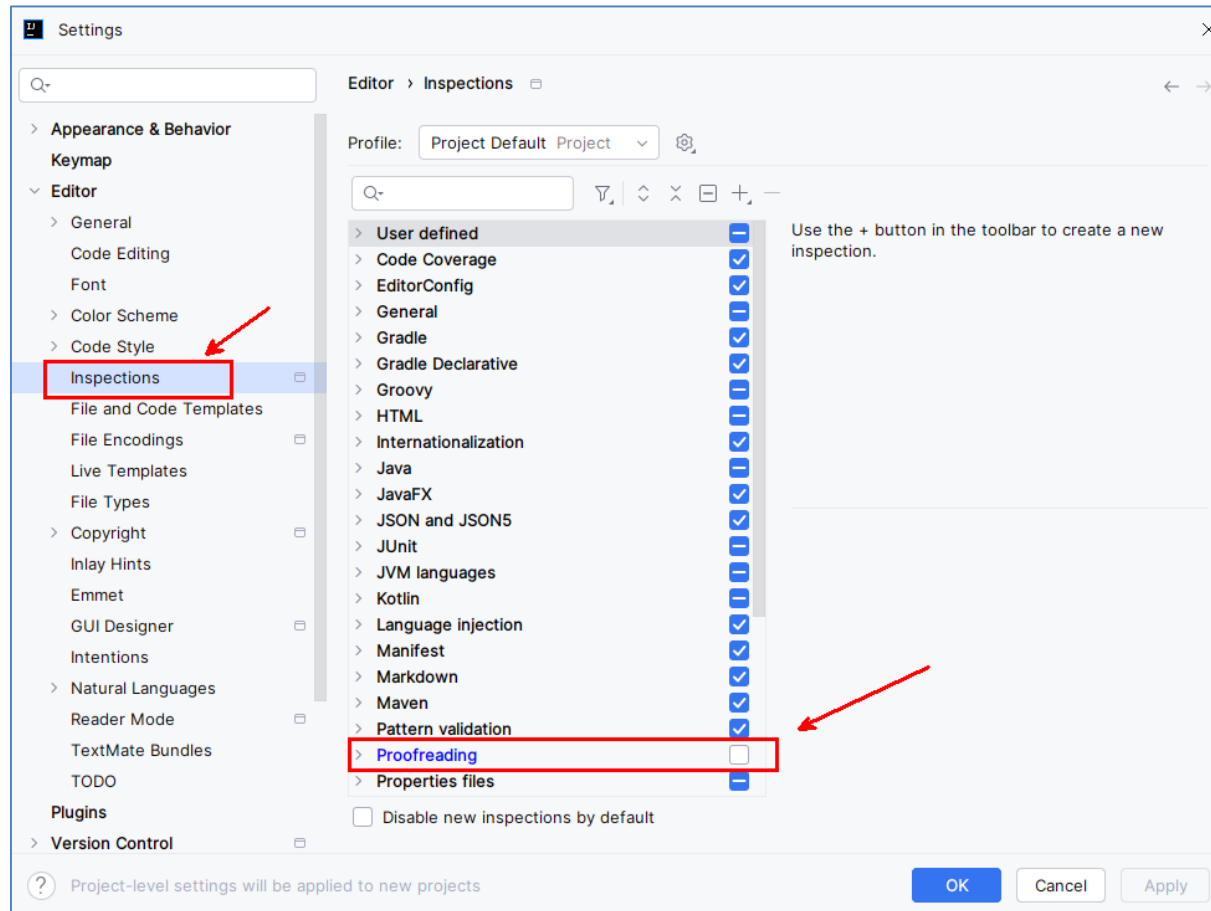 Settings
Editor › Inspections
Appearance & Behavior
Keymap
Editor
General
Code Editing
Font
Color Scheme
Code Style
Inspections
File and Code Templates
File Encodings
Live Templates
File Types
Copyright
Inlay Hints
Emmet
GUI Designer
Intentions
Natural Languages
Reader Mode
TextMate Bundles
TODO
Plugins
Version Control
Profile: Project Default Project
User defined
Code Coverage
EditorConfig
General
Gradle
Gradle Declarative
Groovy
HTML
Internationalization
Java
JavaFX
JSON and JSON5
JUnit
JVM languages
Kotlin
Language injection
Manifest
Markdown
Maven
Pattern validation
Proofreading
Properties files
Disable new inspections by default
Use the + button in the toolbar to create a new
inspection.
? Project-level settings will be applied to new projects
OK Cancel Apply